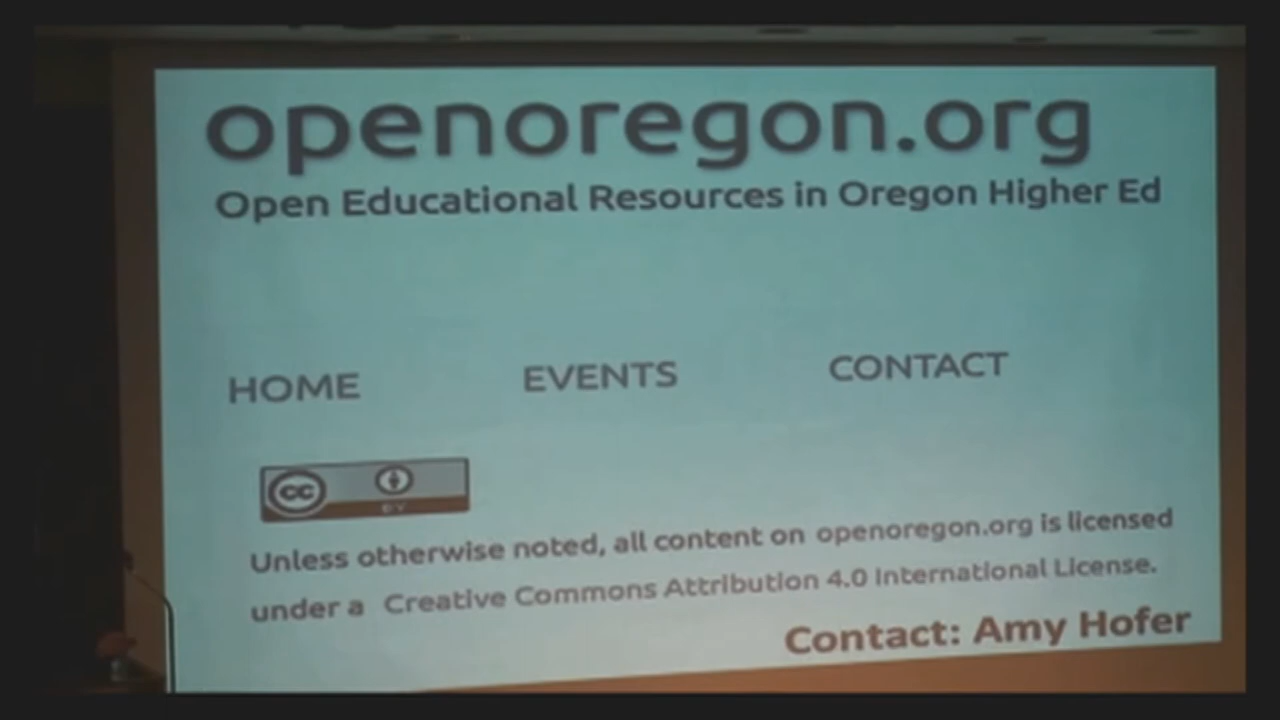 openoregon.org
Open Educational Resources in Oregon Higher Ed
HOME EVENTS CONTACT
cc
BY
Unless otherwise noted, all content on openoregon.org is licensed
under a Creative Commons Attribution 4.0 International License.
Contact: Amy Hofer